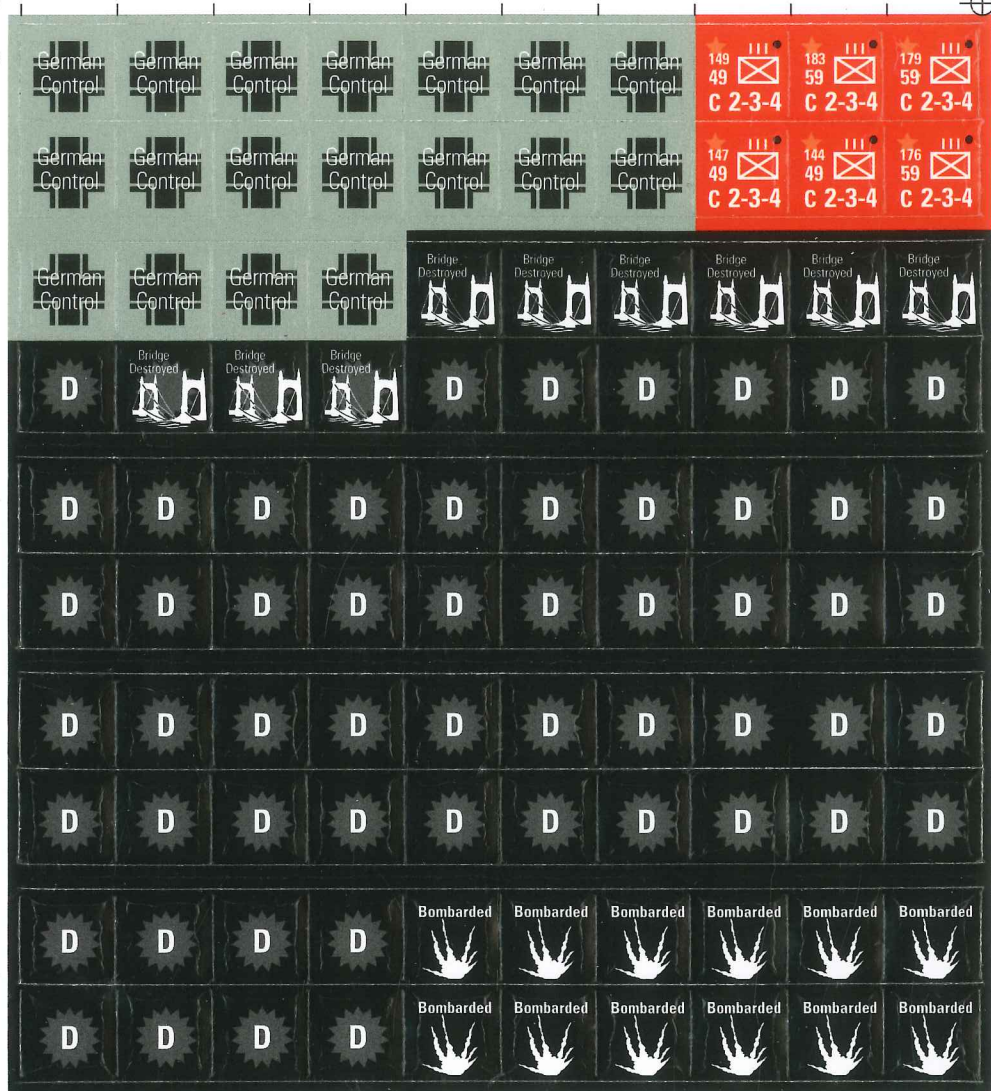 German German German German German German German
Control Control Control Control Control Control Control
149 183 179
49 59 59
C 2-3-4 C 2-3-4 C 2-3-4
German German German German German German German
Control Control Control Control Control Control Control
147 144 176
49 49 59
C 2-3-4 C 2-3-4 C 2-3-4
German German German German
Control Control Control Control
Bridge Bridge Bridge Bridge Bridge Bridge
Destroyed Destroyed Destroyed Destroyed Destroyed Destroyed
Bridge Bridge Bridge
Destroyed Destroyed Destroyed
D D D D D D
D D D D D D D D D
D D D D D D D D D
D D D D D D D D D
D D D D D D D D D
Bombarded Bombarded Bombarded Bombarded Bombarded Bombarded
D D D D
Bombarded Bombarded Bombarded Bombarded Bombarded Bombarded
D D D D